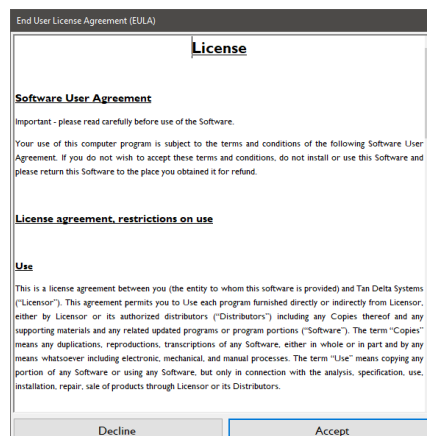 End User License Agreement (EULA)
License
Software User Agreement
Important - please read carefully before use of the Software.
Your use of this computer program is subject to the terms and conditions of the following Software User
Agreement. If you do not wish to accept these terms and conditions, do not install or use this Software and
please return this Software to the place you obtained it for refund.
License agreement, restrictions on use
Use
This is a license agreement between you (the entity to whom this software is provided) and Tan Delta Systems
("Licensor"). This agreement permits you to Use each program furnished directly or indirectly from Licensor,
either by Licensor or its authorized distributors ("Distributors") including any Copies thereof and any
supporting materials and any related updated programs or program portions ("Software"). The term "Copies"
means any duplications, reproductions, transcriptions of any Software, either in whole or in part and by any
means whatsoever including electronic, mechanical, and manual processes. The term "Use" means copying any
portion of any Software or using any Software, but only in connection with the analysis, specification, use,
installation, repair, sale of products through Licensor or its Distributors.
Decline
Accept